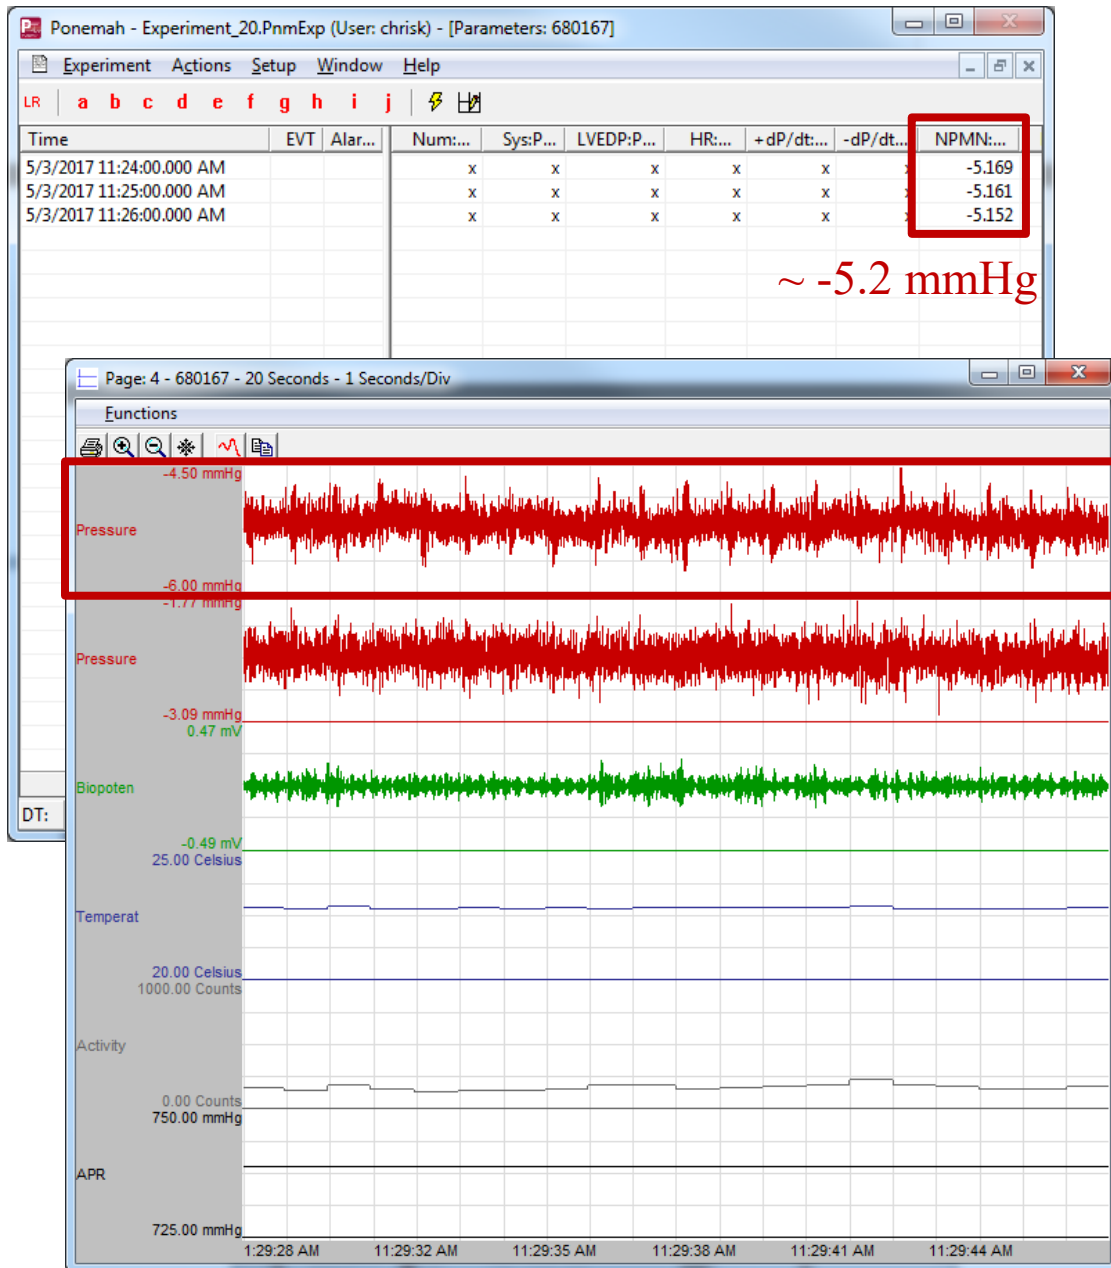 Ponemah - Experiment_20.PnmExp (User: chrisk) - [Parameters: 680167]
Experiment Actions Setup Window Help
LR a b c d e f g h i j
Time EVT Alar... Num:... Sys:P... LVEDP:P... HR:... +dP/dt:... -dP/dt... NPMN:...
5/3/2017 11:24:00.000 AM x x x x x x -5.169
5/3/2017 11:25:00.000 AM x x x x x x -5.161
5/3/2017 11:26:00.000 AM x x x x x x -5.152
~ -5.2 mmHg
Page: 4 - 680167 - 20 Seconds - 1 Seconds/Div
Functions
-4.50 mmHg
Pressure
-6.00 mmHg
-1.77 mmHg
Pressure
-3.09 mmHg
0.47 mV
Biopoten
-0.49 mV
25.00 Celsius
Temperat
20.00 Celsius
1000.00 Counts
Activity
0.00 Counts
750.00 mmHg
APR
725.00 mmHg
1:29:28 AM 11:29:32 AM 11:29:35 AM 11:29:38 AM 11:29:41 AM 11:29:44 AM
DT: